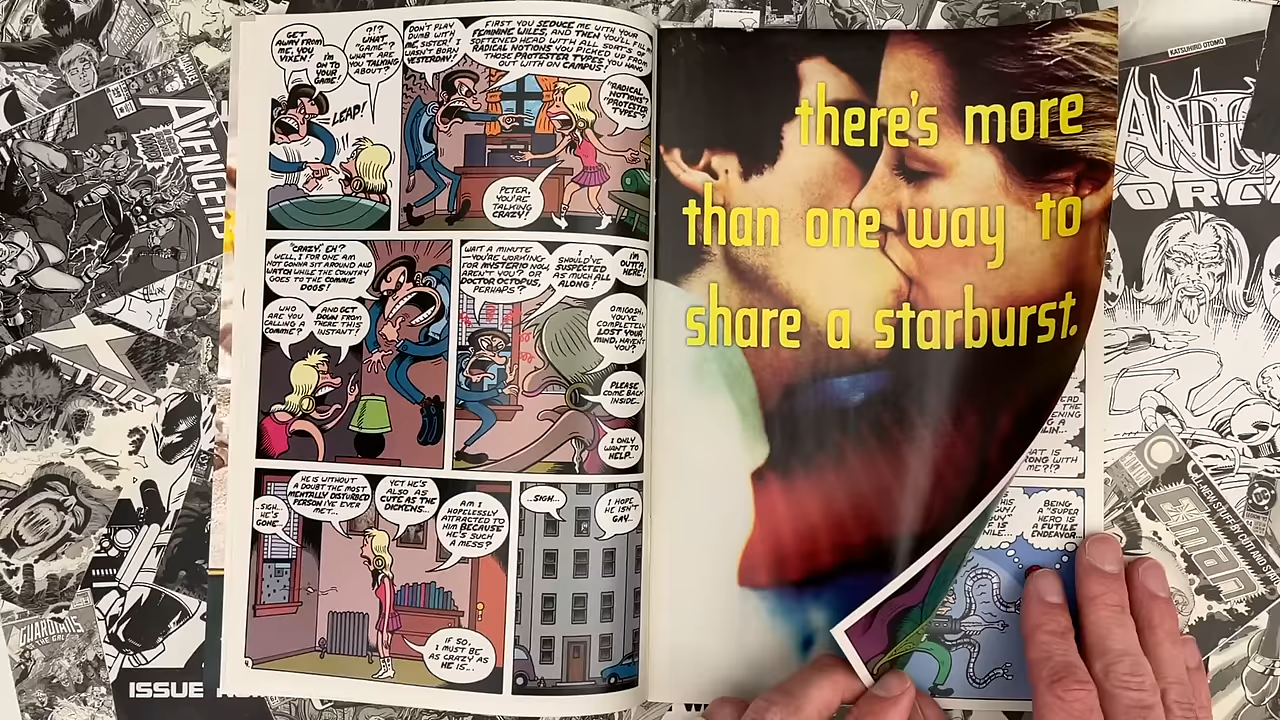 GET
AWAY FROM
ME, YOU
VIXEN!
I'M
ON TO
YOUR
GAME!
?!?
WHAT
"GAME"?
WHAT ARE
YOU TALKING
ABOUT?
LEAP!
DON'T PLAY
DUMB WITH
ME, SISTER! I
WASN'T BORN
YESTERDAY!
FIRST YOU SEDUCE ME WITH YOUR
FEMININE WILES, AND THEN YOU'LL FILL MY
SOFTENED HEAD WITH ALL SORTS OF
RADICAL NOTIONS YOU PICKED UP FROM
THOSE PROTESTER TYPES YOU HANG
OUT WITH ON CAMPUS!
"RADICAL
NOTIONS"?
"PROTESTER
TYPES"?
PETER,
YOU'RE
TALKING
CRAZY!
"CRAZY," EH?
WELL, I FOR ONE AM
NOT GONNA SIT AROUND AND
WATCH WHILE THE COUNTRY
GOES TO THE COMMIE
DOGS!
WHO
ARE YOU
CALLING A
COMMIE?
AND GET
DOWN FROM
THERE THIS
INSTANT!
WAIT A MINUTE
—YOU'RE WORKING
FOR MYSTERIO NOW,
AREN'T YOU? OR
DOCTOR OCTOPUS,
PERHAPS?
I
SHOULD'VE
SUSPECTED
AS MUCH ALL
ALONG!
I'M
OUTA
HERE!
OMIGOSH,
YOU'VE
COMPLETELY
LOST YOUR
MIND, HAVEN'T
YOU?
PLEASE
COME BACK
INSIDE..
I ONLY
WANT TO
HELP..
..SIGH..
HE'S
GONE..
HE IS WITHOUT
A DOUBT THE MOST
MENTALLY DISTURBED
PERSON I'VE EVER
MET...
YET HE'S
ALSO AS
CUTE AS THE
DICKENS..
AM I
HOPELESSLY
ATTRACTED TO
HIM BECAUSE
HE'S SUCH
A MESS?
IF SO,
I MUST BE
AS CRAZY AS
HE IS...
..SIGH..
I HOPE
HE ISN'T
GAY..
there's more
than one way to
share a starburst.
BEING
A "SUPER
HERO" IS
A FUTILE
ENDEAVOR..
AVENGERS
GUARDIANS
ISSUE
KATSUHIRO OTOMO
E-MAN